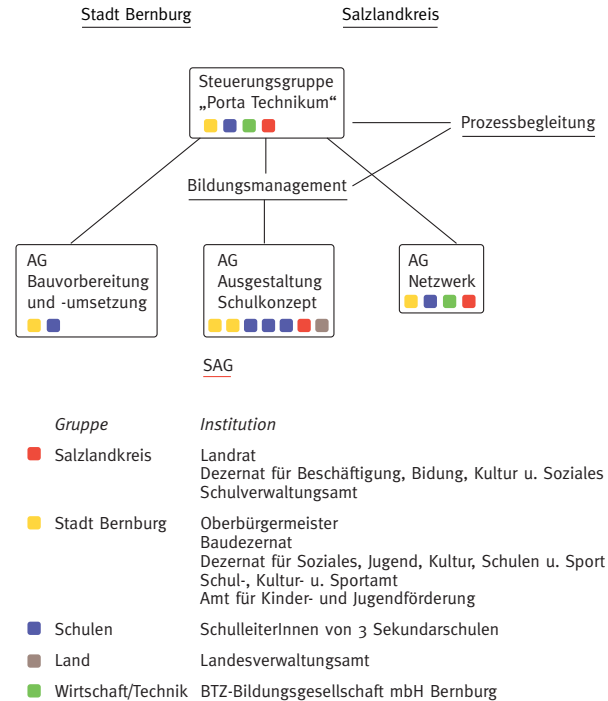 Stadt Bernburg Salzlandkreis
Steuerungsgruppe
„Porta Technikum“
Prozessbegleitung
Bildungsmanagement
AG
Bauvorbereitung
und -umsetzung
AG
Ausgestaltung
Schulkonzept
AG
Netzwerk
SAG
Gruppe Institution
Salzlandkreis Landrat
Dezernat für Beschäftigung, Bidung, Kultur u. Soziales
Schulverwaltungsamt
Stadt Bernburg Oberbürgermeister
Baudezernat
Dezernat für Soziales, Jugend, Kultur, Schulen u. Sport
Schul-, Kultur- u. Sportamt
Amt für Kinder- und Jugendförderung
Schulen SchulleiterInnen von 3 Sekundarschulen
Land Landesverwaltungsamt
Wirtschaft/Technik BTZ-Bildungsgesellschaft mbH Bernburg